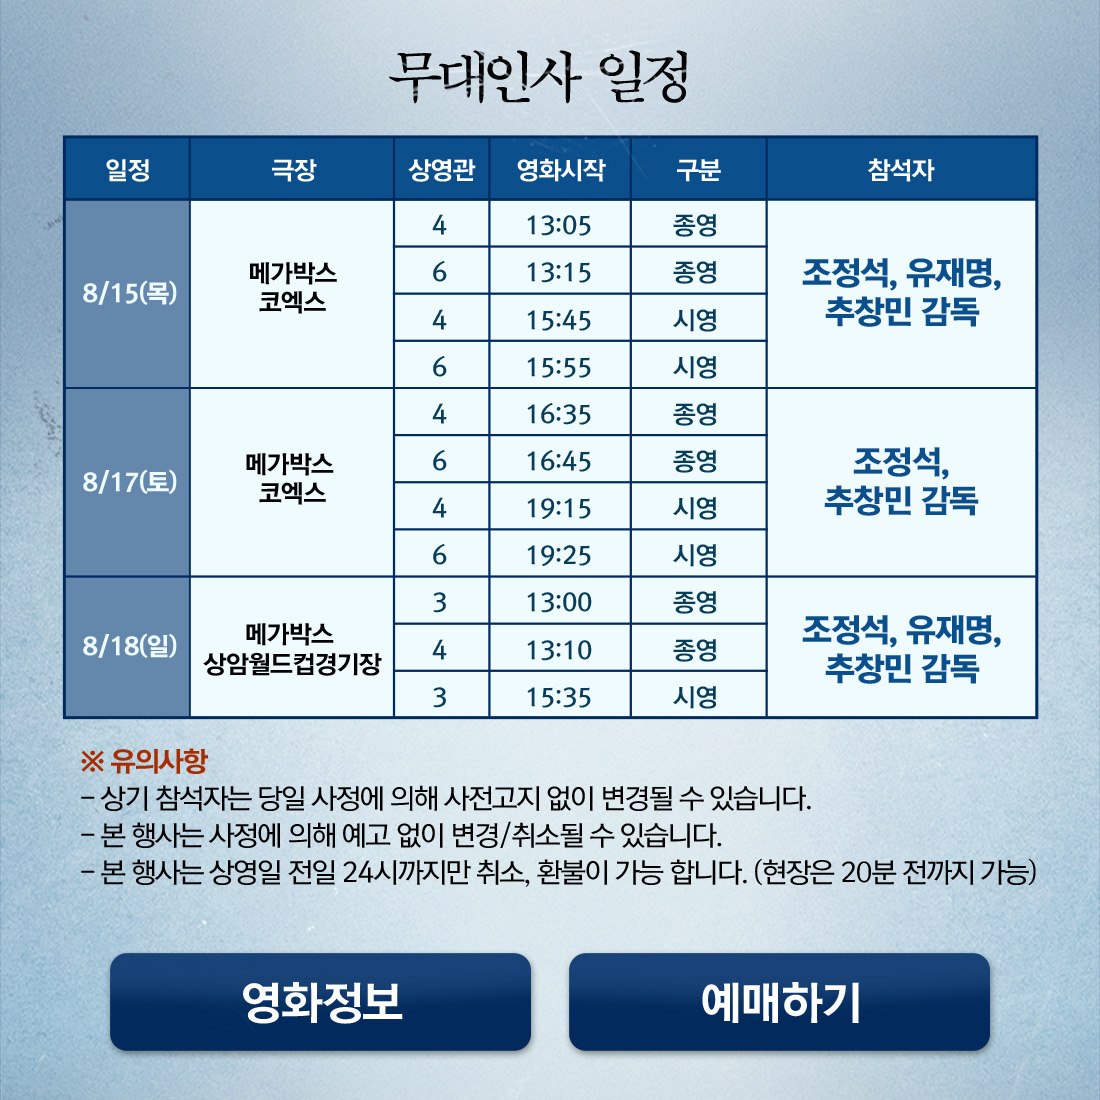 무대인사 일정
일정 극장 상영관 영화시작 구분 참석자
8/15(목)
메가박스
코엑스
4 13:05 종영
6 13:15 종영
4 15:45 시영
6 15:55 시영
조정석, 유재명,
추창민 감독
8/17(토)
메가박스
코엑스
4 16:35 종영
6 16:45 종영
4 19:15 시영
6 19:25 시영
조정석,
추창민 감독
8/18(일)
메가박스
상암월드컵경기장
3 13:00 종영
4 13:10 종영
3 15:35 시영
조정석, 유재명,
추창민 감독
※ 유의사항
- 상기 참석자는 당일 사정에 의해 사전고지 없이 변경될 수 있습니다.
- 본 행사는 사정에 의해 예고 없이 변경/취소될 수 있습니다.
- 본 행사는 상영일 전일 24시까지만 취소, 환불이 가능 합니다. (현장은 20분 전까지 가능)
영화정보
예매하기